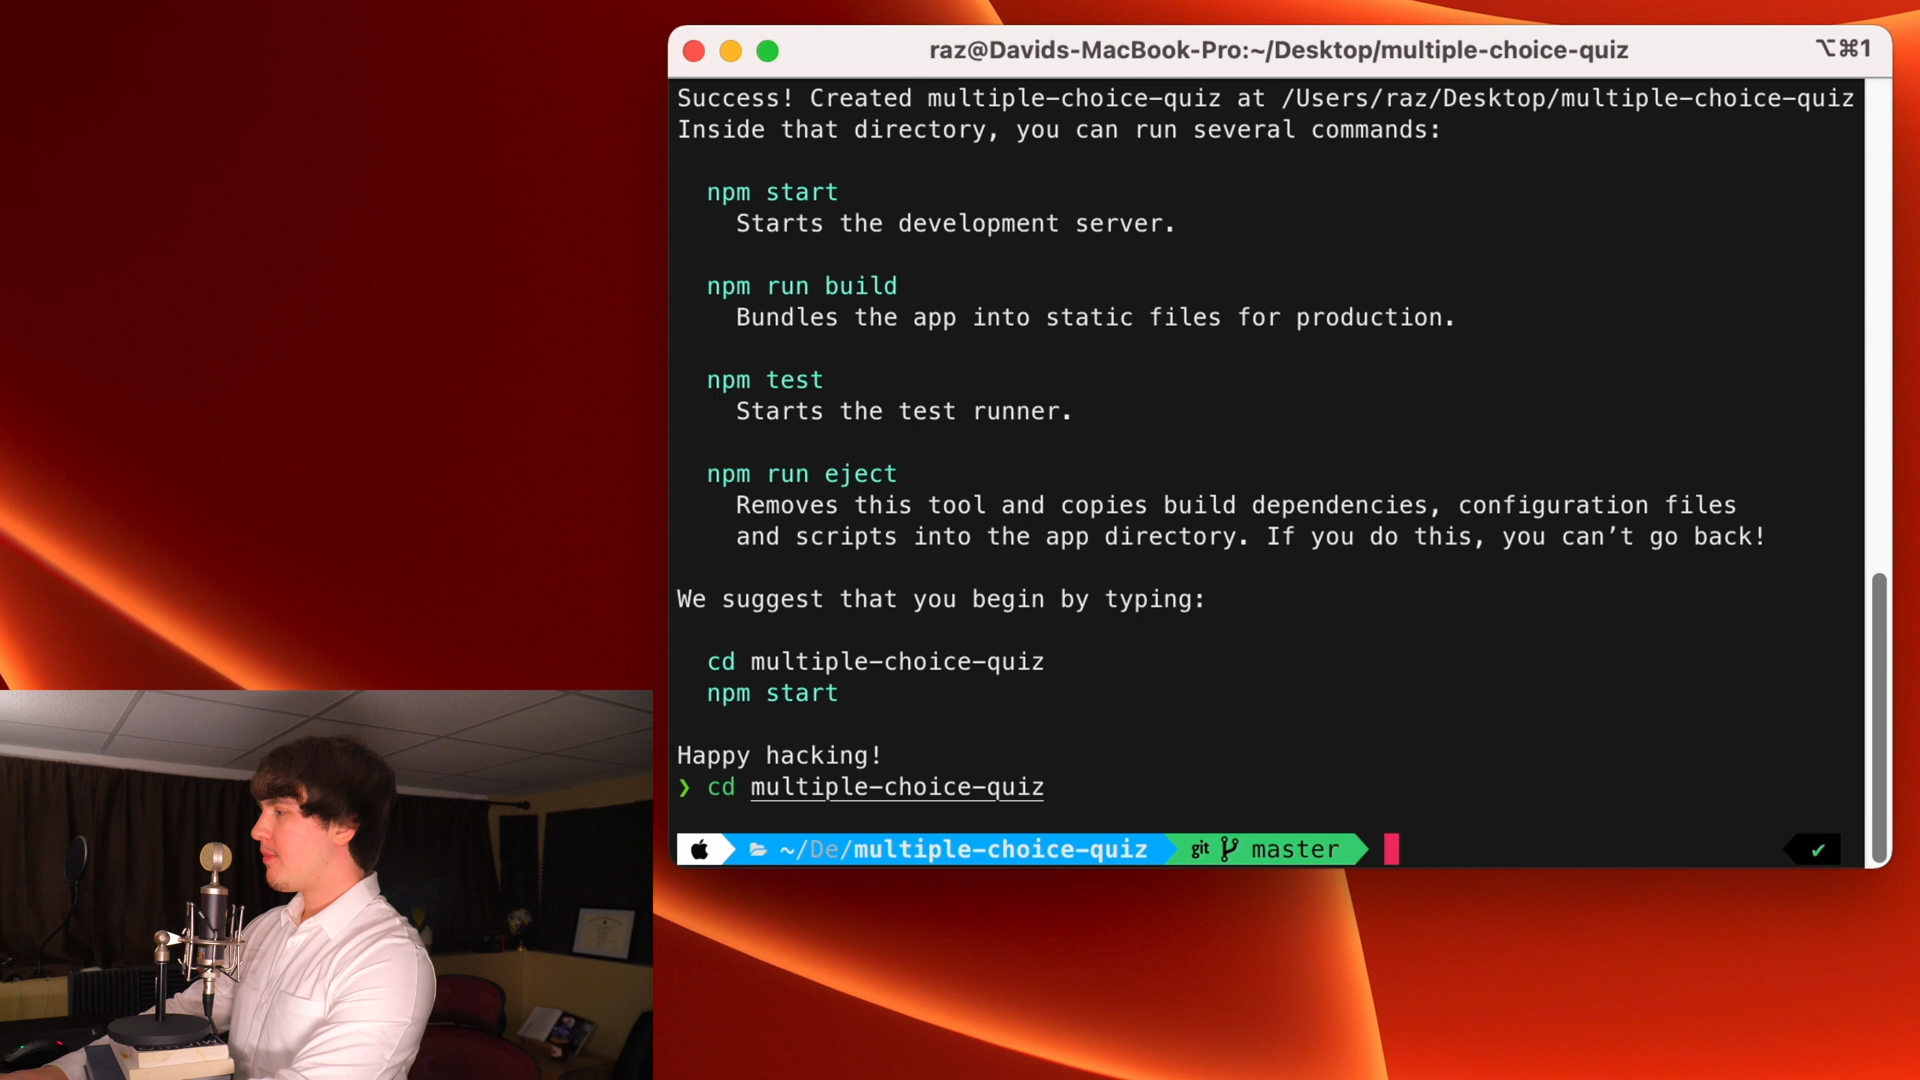 raz@Davids-MacBook-Pro:~/Desktop/multiple-choice-quiz
⌥⌘1
Success! Created multiple-choice-quiz at /Users/raz/Desktop/multiple-choice-quiz
Inside that directory, you can run several commands:
npm start
Starts the development server.
npm run build
Bundles the app into static files for production.
npm test
Starts the test runner.
npm run eject
Removes this tool and copies build dependencies, configuration files
and scripts into the app directory. If you do this, you can’t go back!
We suggest that you begin by typing:
cd multiple-choice-quiz
npm start
Happy hacking!
❯ cd multiple-choice-quiz
~/De/multiple-choice-quiz git master ✔